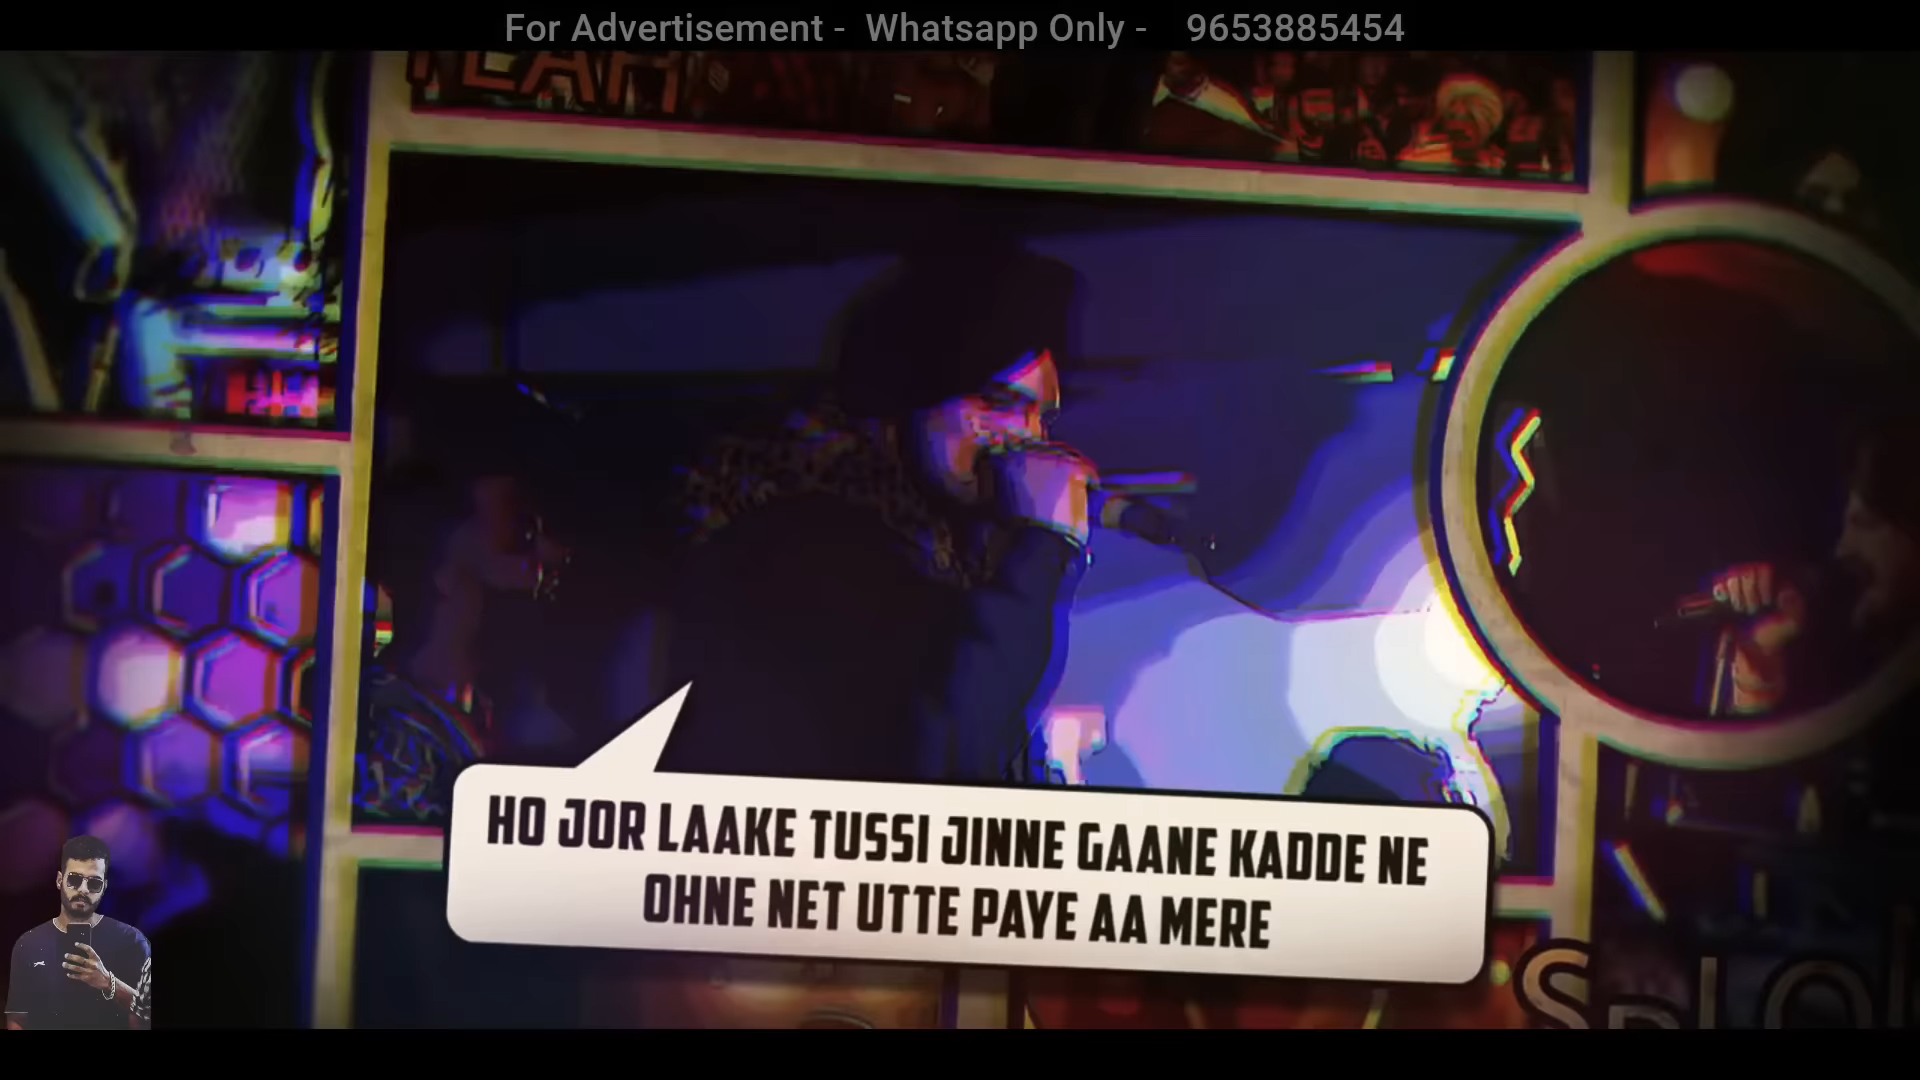 For Advertisement - Whatsapp Only - 9653885454
YEAH
HO JOR LAAKE TUSSI JINNE GAANE KADDE NE
OHNE NET UTTE PAYE AA MERE